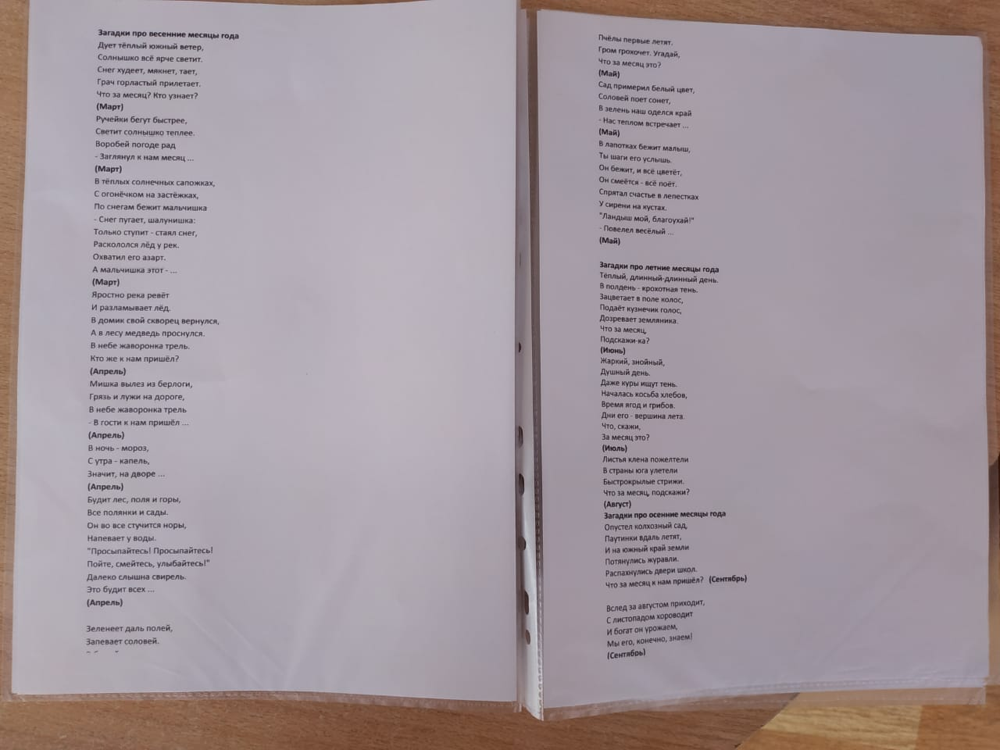 Загадки про весенние месяцы года
Дует тёплый южный ветер,
Солнышко всё ярче светит.
Снег худеет, мякнет, тает,
Грач горластый прилетает.
Что за месяц? Кто узнает?
(Март)
Ручейки бегут быстрее,
Светит солнышко теплее.
Воробей погоде рад
- Заглянул к нам месяц ...
(Март)
В тёплых солнечных сапожках,
С огонёчком на застёжках,
По снегам бежит мальчишка
- Снег пугает, шалунишка:
Только ступит - стаял снег,
Раскололся лёд у рек.
Охватил его азарт.
А мальчишка этот - ...
(Март)
Яростно река ревёт
И разламывает лёд.
В домик свой скворец вернулся,
А в лесу медведь проснулся.
В небе жаворонка трель.
Кто же к нам пришёл?
(Апрель)
Мишка вылез из берлоги,
Грязь и лужи на дороге,
В небе жаворонка трель
- В гости к нам пришёл ...
(Апрель)
В ночь - мороз,
С утра - капель,
Значит, на дворе ...
(Апрель)
Будит лес, поля и горы,
Все полянки и сады.
Он во все стучится норы,
Напевает у воды.
"Просыпайтесь! Просыпайтесь!
Пойте, смейтесь, улыбайтесь!"
Далеко слышна свирель.
Это будит всех ...
(Апрель)
Зеленеет даль полей,
Запевает соловей.
Пчёлы первые летят.
Гром грохочет. Угадай,
Что за месяц это?
(Май)
Сад примерил белый цвет,
Соловей поет сонет,
В зелень наш оделся край
- Нас теплом встречает ...
(Май)
В лапотках бежит малыш,
Ты шаги его услышь.
Он бежит, и всё цветёт,
Он смеётся - всё поёт.
Спрятал счастье в лепестках
У сирени на кустах.
"Ландыш мой, благоухай!"
- Повелел весёлый ...
(Май)
Загадки про летние месяцы года
Тёплый, длинный-длинный день.
В полдень - крохотная тень.
Зацветает в поле колос,
Подаёт кузнечик голос,
Дозревает земляника.
Что за месяц,
Подскажи-ка?
(Июнь)
Жаркий, знойный,
Душный день.
Даже куры ищут тень.
Началась косьба хлебов,
Время ягод и грибов.
Дни его - вершина лета.
Что, скажи,
За месяц это?
(Июль)
Листья клена пожелтели
В страны юга улетели
Быстрокрылые стрижи.
Что за месяц, подскажи?
(Август)
Загадки про осенние месяцы года
Опустел колхозный сад,
Паутинки вдаль летят,
И на южный край земли
Потянулись журавли.
Распахнулись двери школ.
Что за месяц к нам пришёл? (Сентябрь)
Вслед за августом приходит,
С листопадом хороводит
И богат он урожаем,
Мы его, конечно, знаем!
(Сентябрь)